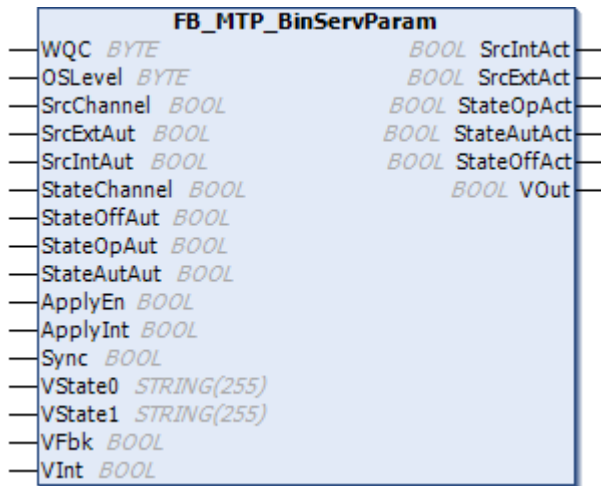 FB_MTP_BinServParam
WQC BYTE BOOL SrcIntAct
OSLevel BYTE BOOL SrcExtAct
SrcChannel BOOL BOOL StateOpAct
SrcExtAut BOOL BOOL StateAutAct
SrcIntAut BOOL BOOL StateOffAct
StateChannel BOOL BOOL VOut
StateOffAut BOOL
StateOpAut BOOL
StateAutAut BOOL
ApplyEn BOOL
ApplyInt BOOL
Sync BOOL
VState0 STRING(255)
VState1 STRING(255)
VFbk BOOL
VInt BOOL